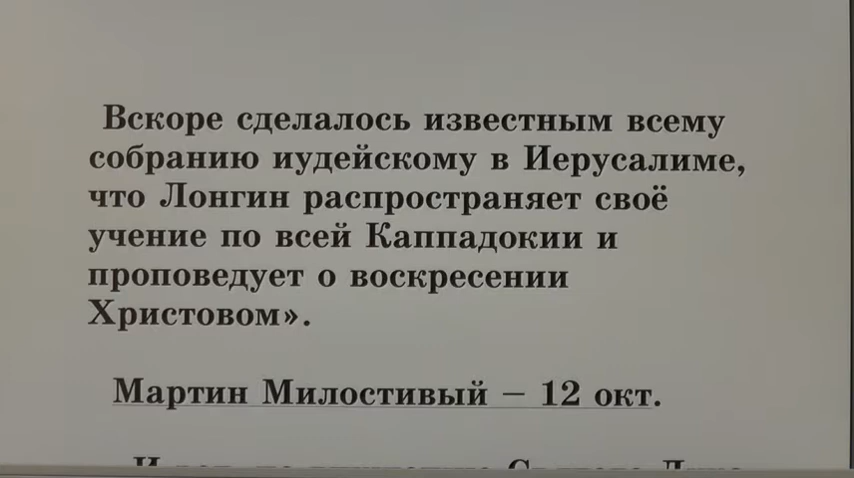 Вскоре сделалось известным всему
собранию иудейскому в Иерусалиме,
что Лонгин распространяет своё
учение по всей Каппадокии и
проповедует о воскресении
Христовом».
Мартин Милостивый – 12 окт.